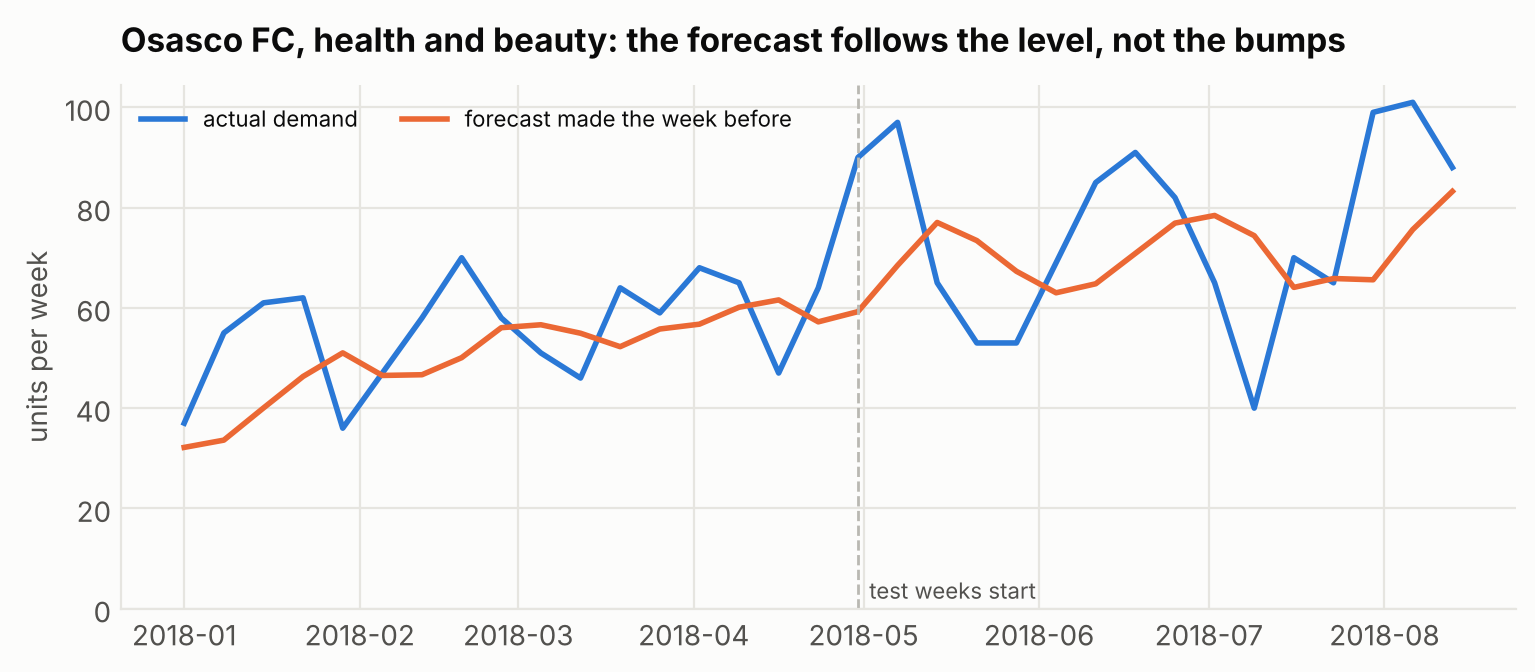 Osasco FC, health and beauty: the forecast follows the level, not the bumps
actual demand
forecast made the week before
units per week
100
80
60
40
20
0
test weeks start
2018-01
2018-02
2018-03
2018-04
2018-05
2018-06
2018-07
2018-08